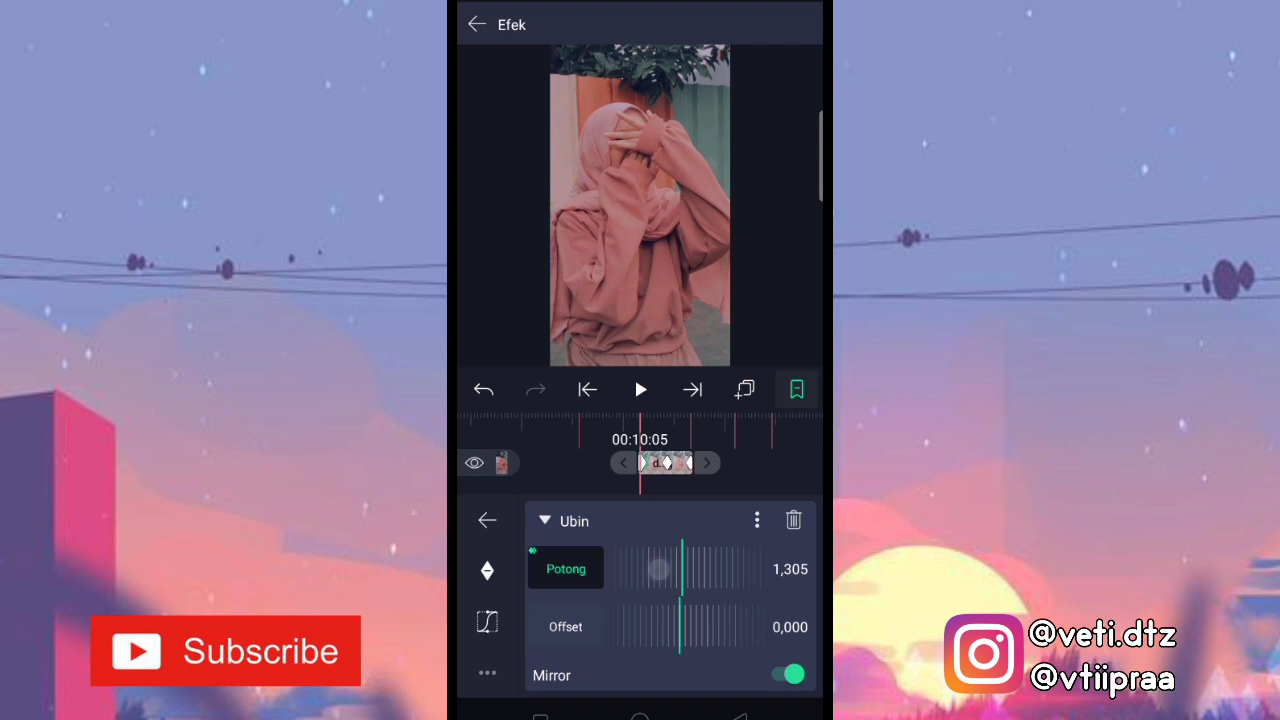 Efek
00:10:05
d..
Ubin
Potong
1,305
Offset
0,000
Mirror
Subscribe
@veti.dtz
@vtiipraa